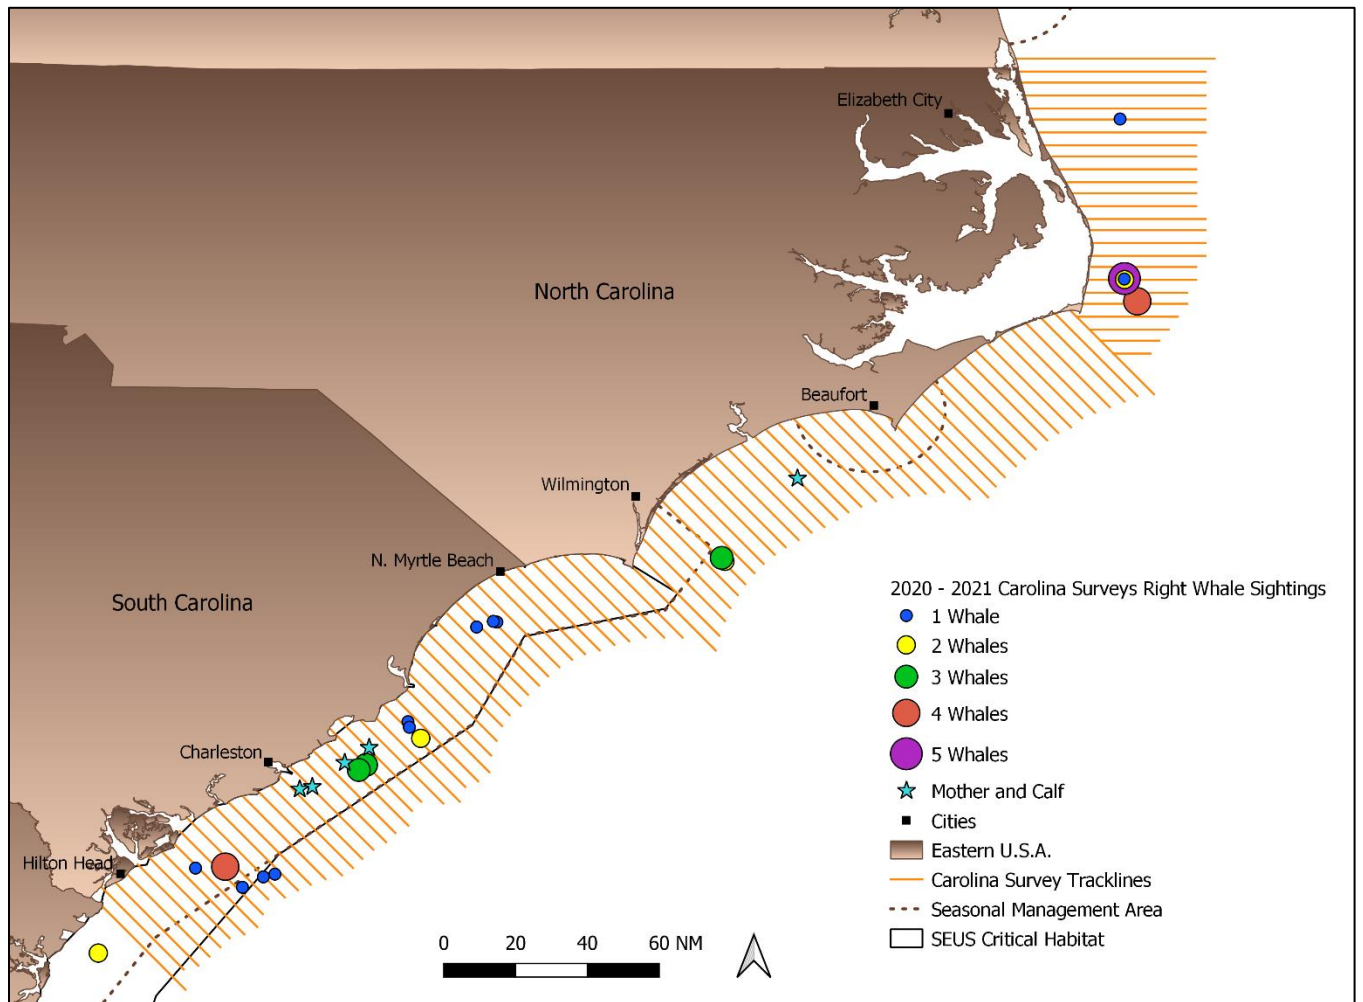 Elizabeth City
North Carolina
Beaufort
Wilmington
N. Myrtle Beach
South Carolina
Charleston
Hilton Head
2020 - 2021 Carolina Surveys Right Whale Sightings
1 Whale
2 Whales
3 Whales
4 Whales
5 Whales
Mother and Calf
Cities
Eastern U.S.A.
Carolina Survey Tracklines
Seasonal Management Area
SEUS Critical Habitat
0 20 40 60 NM